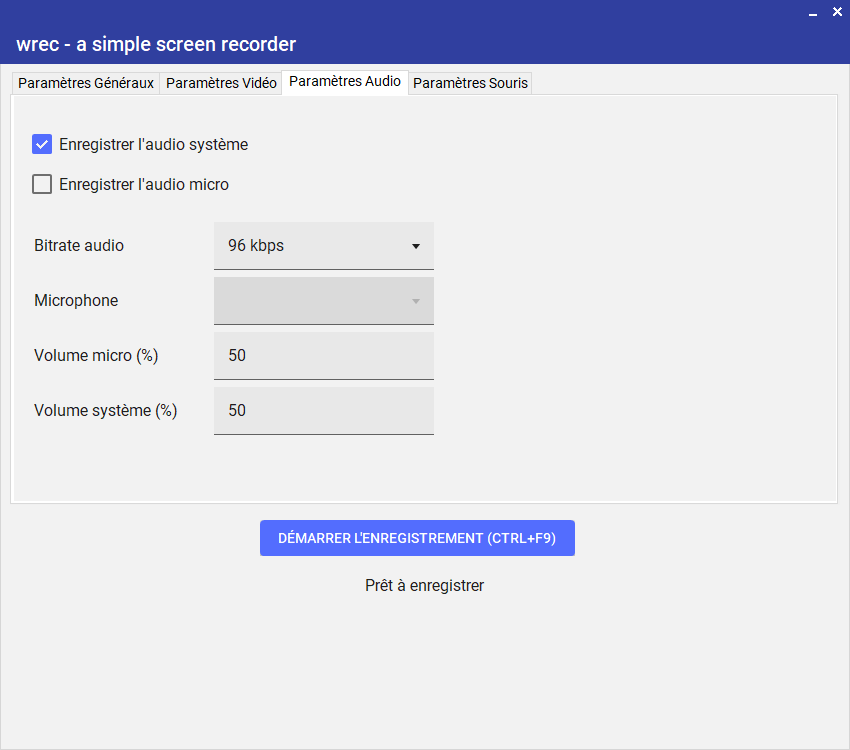 wrec - a simple screen recorder
Paramètres Généraux Paramètres Vidéo Paramètres Audio Paramètres Souris
Enregistrer l'audio système
Enregistrer l'audio micro
Bitrate audio 96 kbps
Microphone
Volume micro (%) 50
Volume système (%) 50
DÉMARRER L'ENREGISTREMENT (CTRL+F9)
Prêt à enregistrer